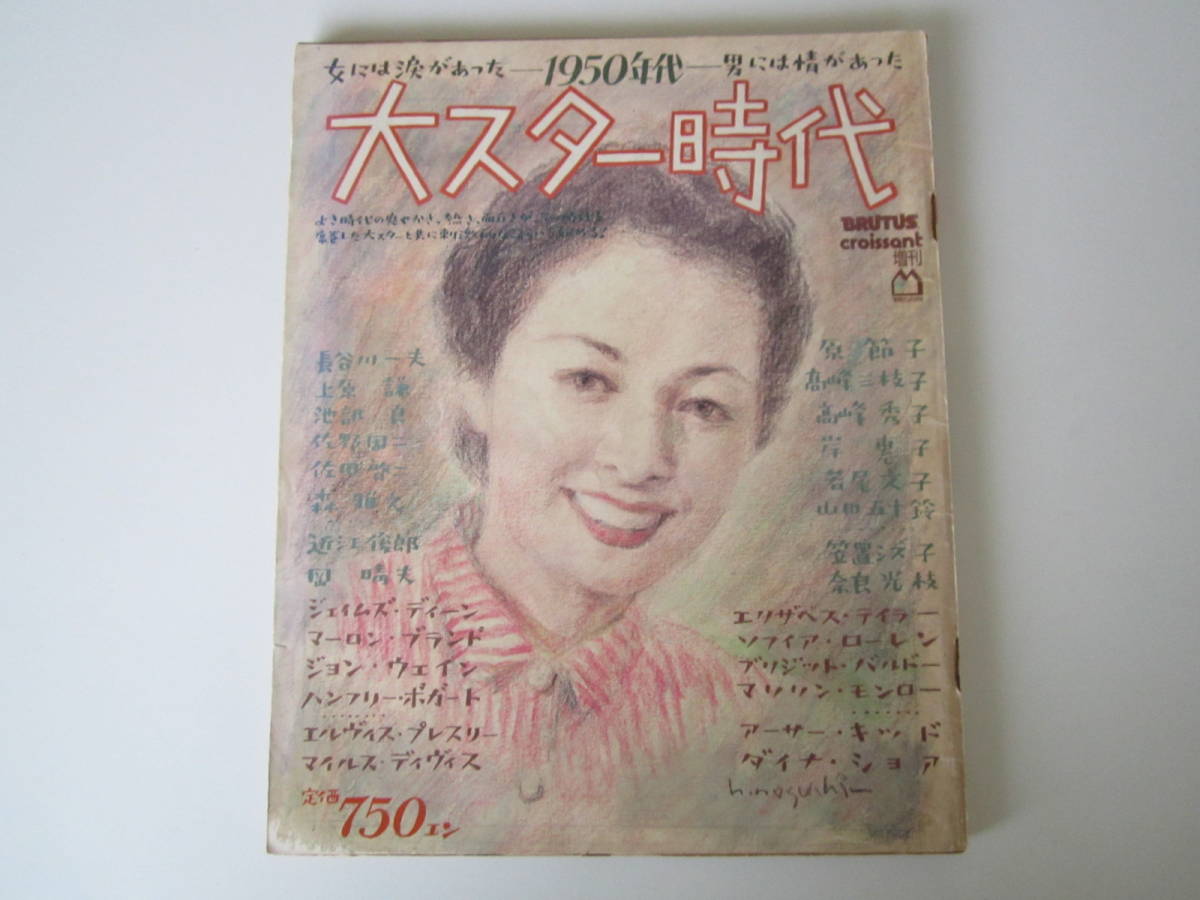 女には涙があった―1950年代―男には情があった
大スター時代
BRUTUS
croissant
増刊
長谷川一夫
上原 謙
池部 良
佐野周二
佐田啓二
森 雅之
近江俊郎
岡 晴夫
ジェイムズ・ディーン
マーロン・ブランド
ジョン・ウェイン
ハンフリー・ボガート
エルヴィス・プレスリー
マイルス・デイヴィス
原 節子
高峰三枝子
高峰秀子
岸 恵子
若尾文子
山田五十鈴
笠置シヅ子
奈良光枝
エリザベス・テイラー
ソフィア・ローレン
ブリジット・バルドー
マリリン・モンロー
アーサー・キッド
ダイナ・ショア
定価750エン